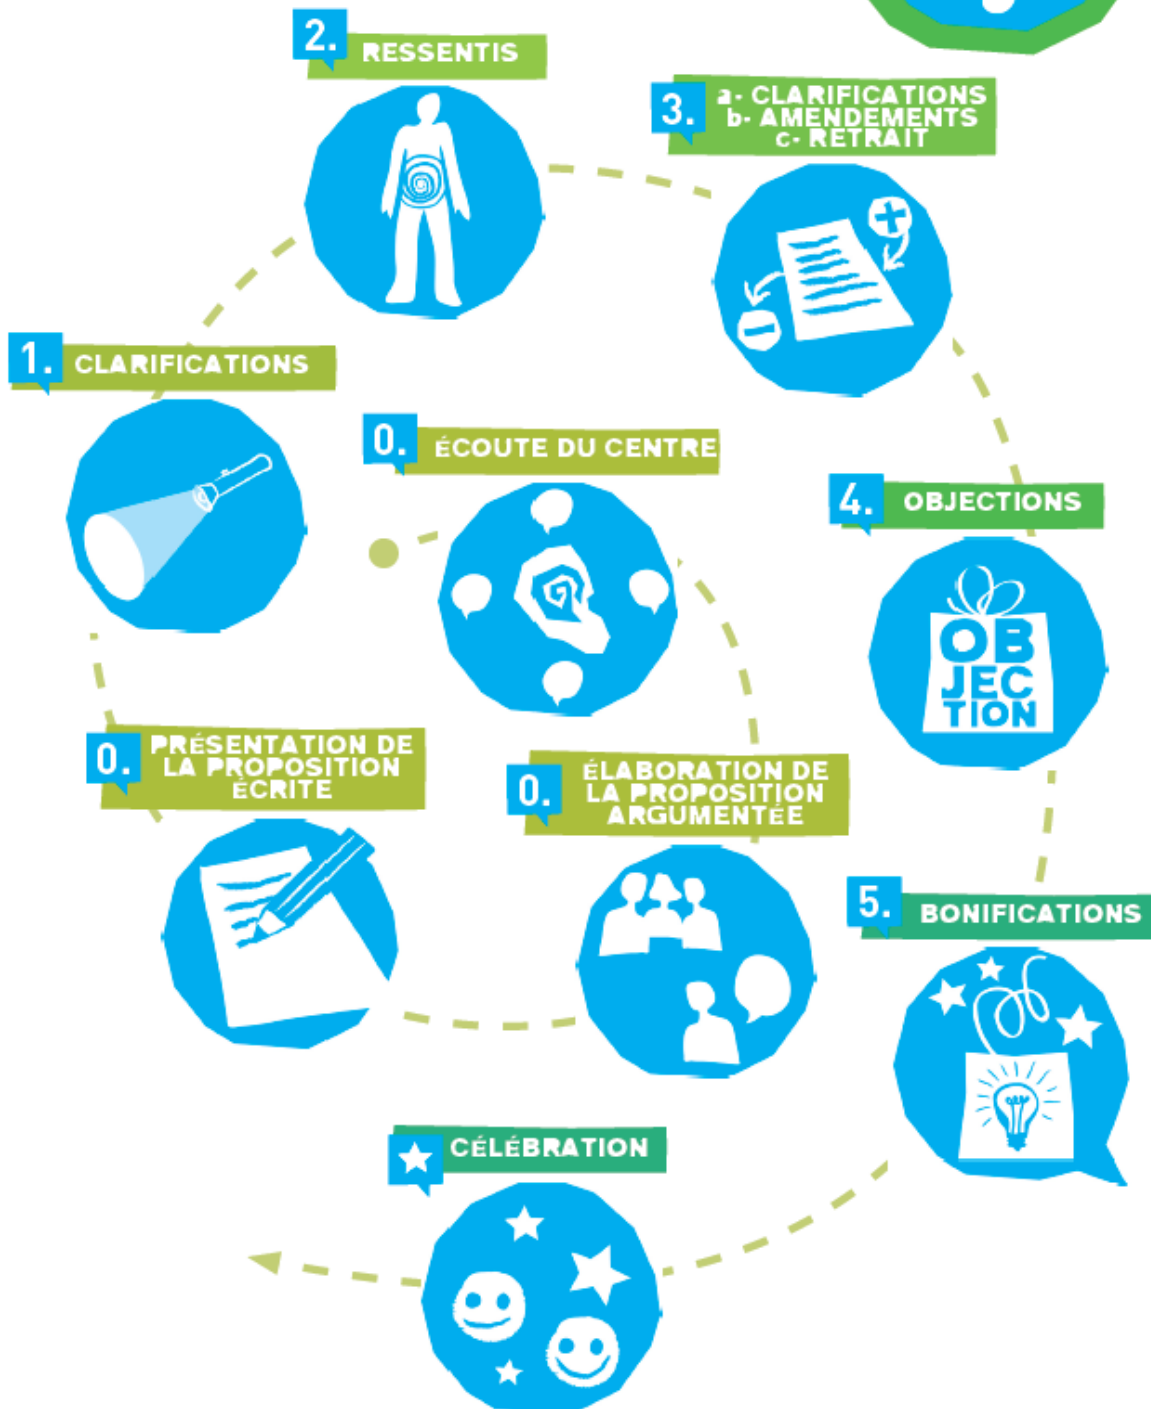 2.
RESSENTIS
3.
a- CLARIFICATIONS
b- AMENDEMENTS
c- RETRAIT
1.
CLARIFICATIONS
0.
ÉCOUTE DU CENTRE
4.
OBJECTIONS
OB
JEC
TION
0.
PRÉSENTATION DE
LA PROPOSITION
ÉCRITE
0.
ÉLABORATION DE
LA PROPOSITION
ARGUMENTÉE
5.
BONIFICATIONS
CÉLÉBRATION